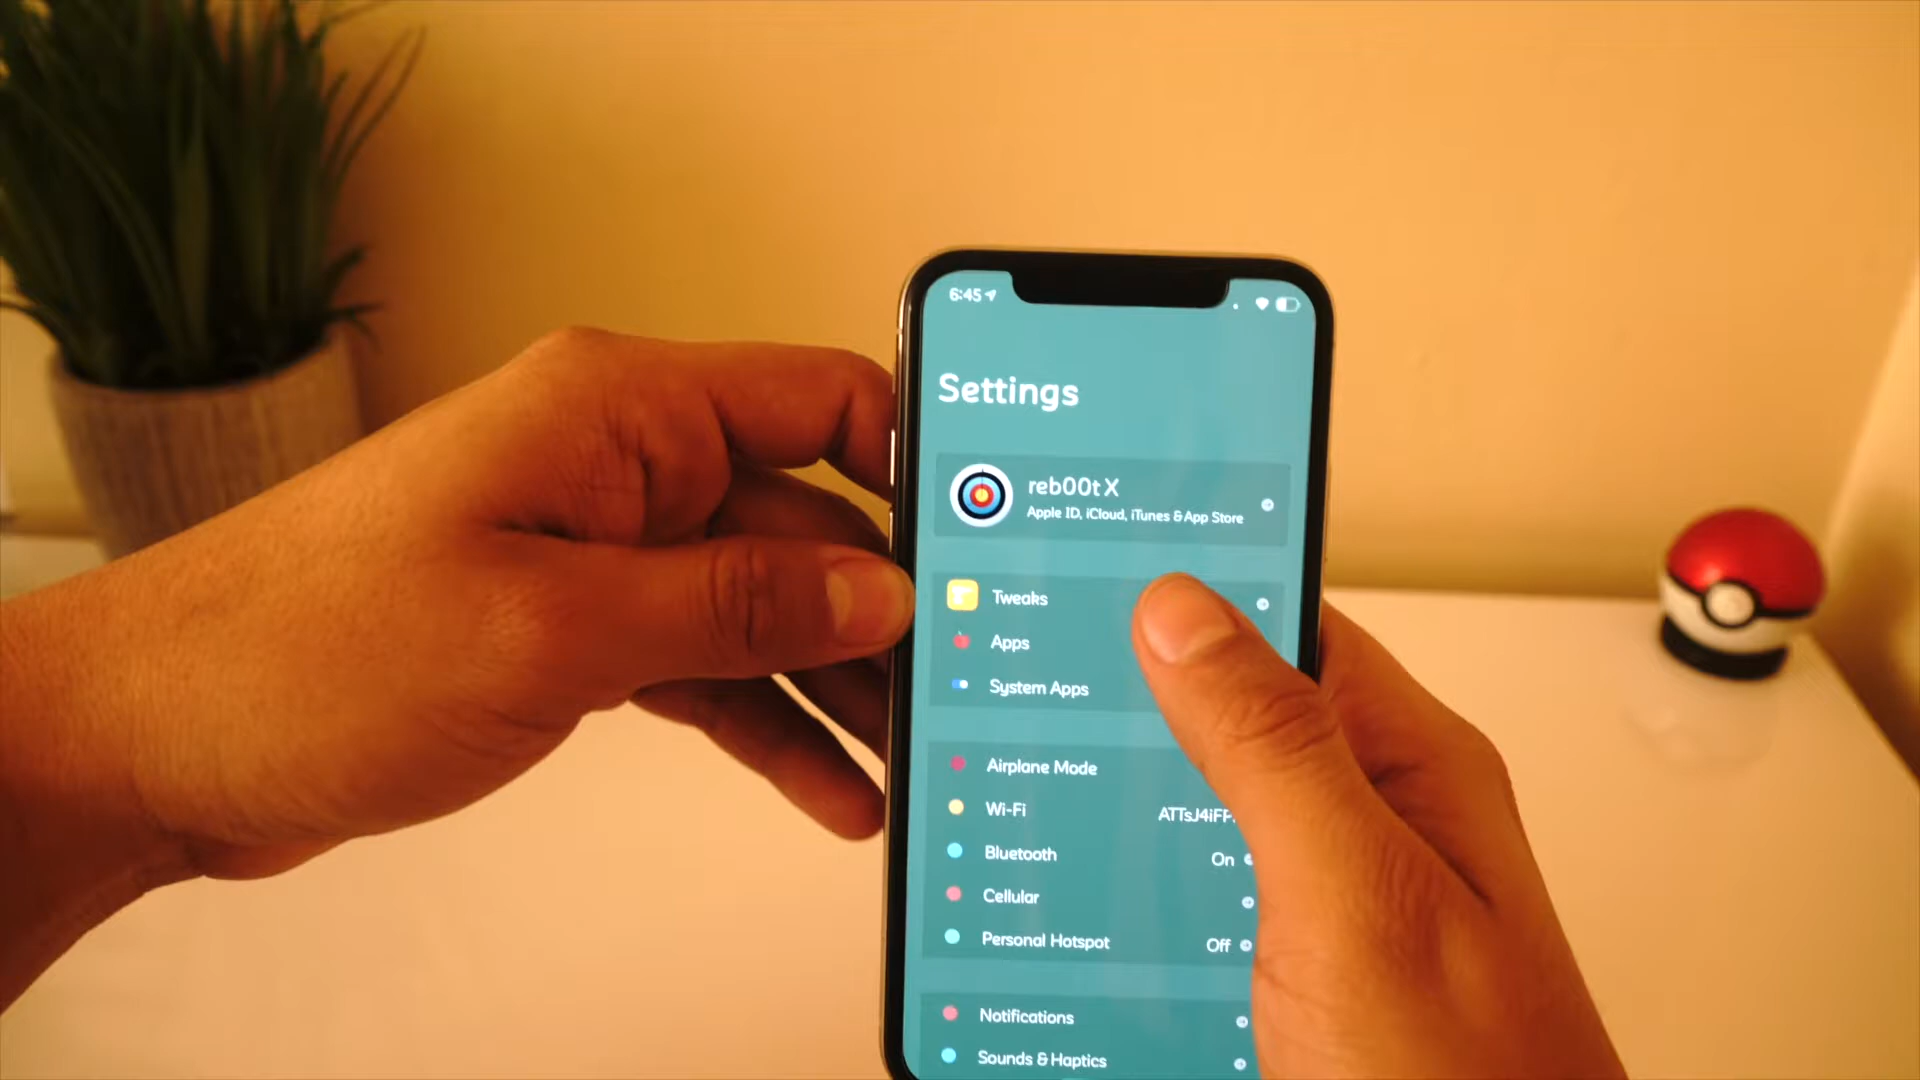 6:45
Settings
reb00t X
Apple ID, iCloud, iTunes & App Store
Tweaks
Apps
System Apps
Airplane Mode
Wi-Fi
Bluetooth On
Cellular
Personal Hotspot Off
Notifications
Sounds & Haptics